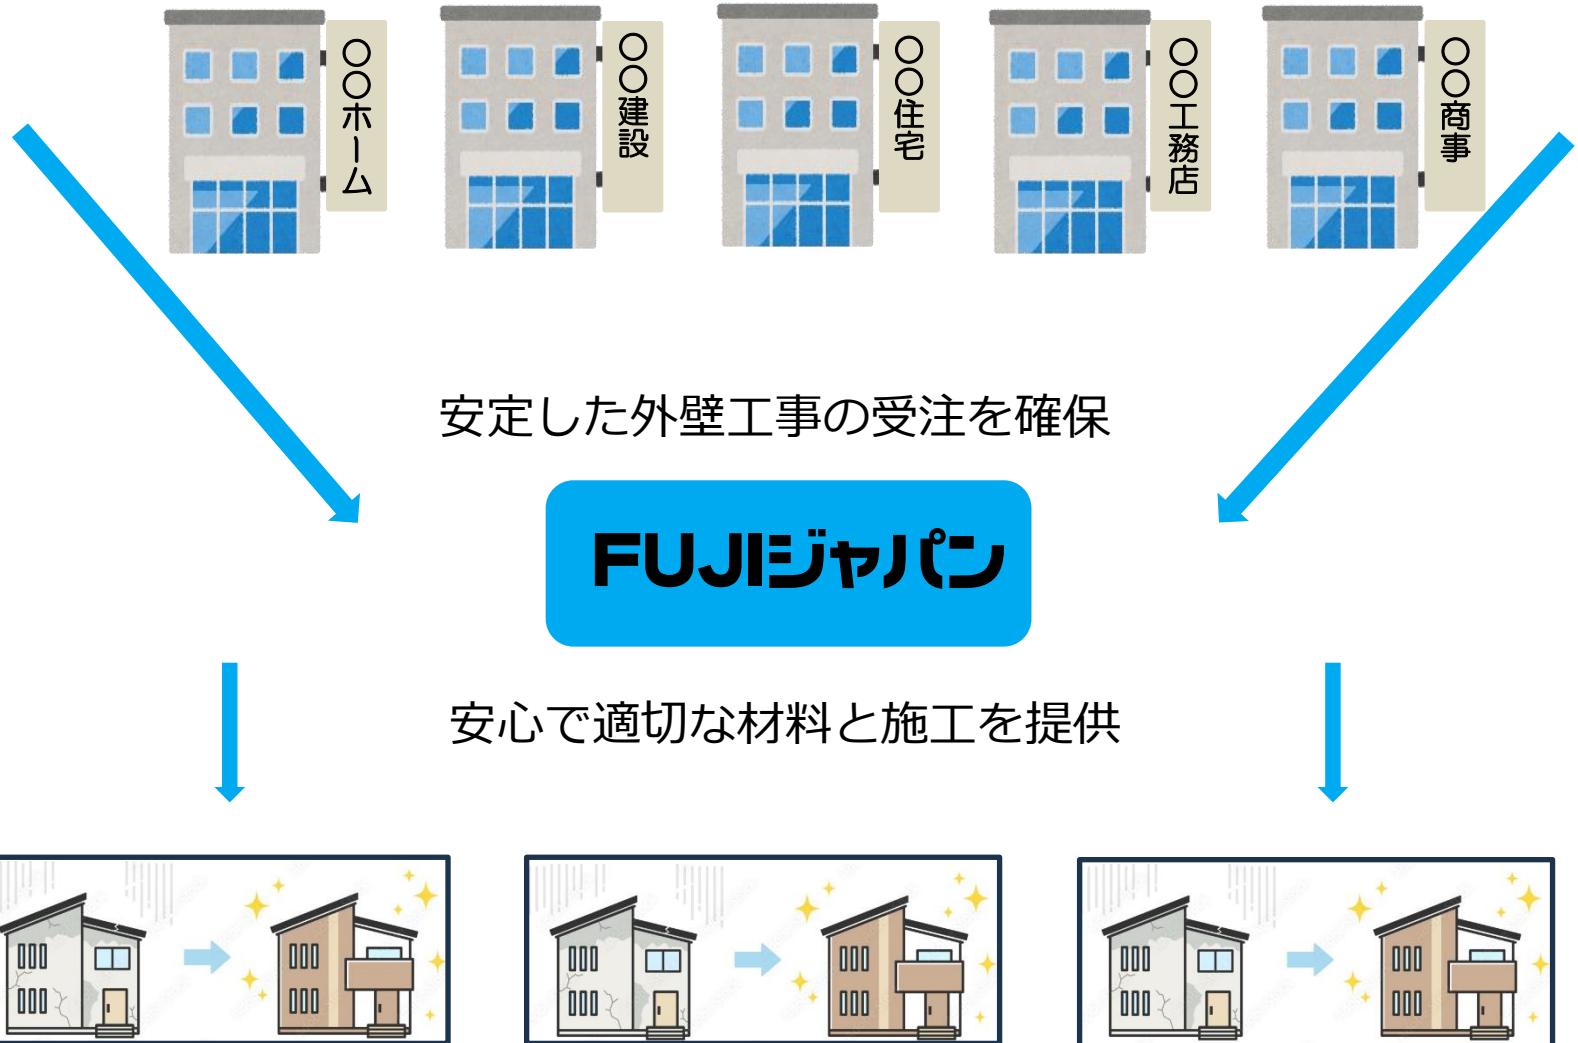 〇〇ホーム
〇〇建設
〇〇住宅
〇〇工務店
〇〇商事
安定した外壁工事の受注を確保
FUJIジャパン
安心で適切な材料と施工を提供